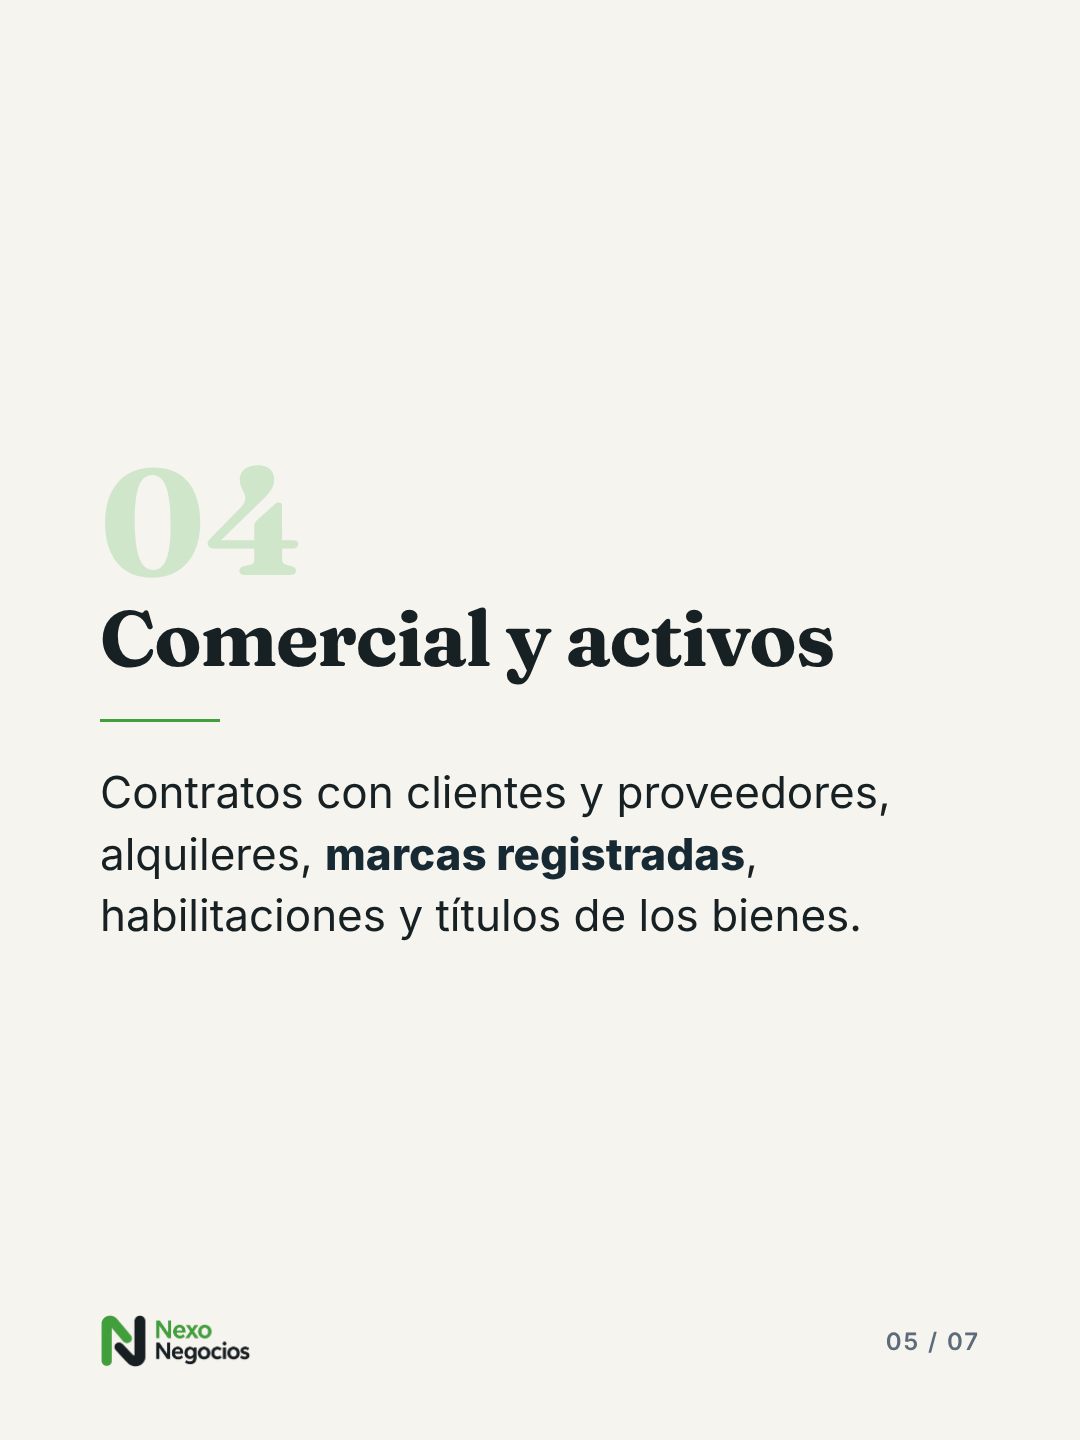 04
Comercial y activos
Contratos con clientes y proveedores,
alquileres, marcas registradas,
habilitaciones y títulos de los bienes.
Nexo
Negocios
05 / 07